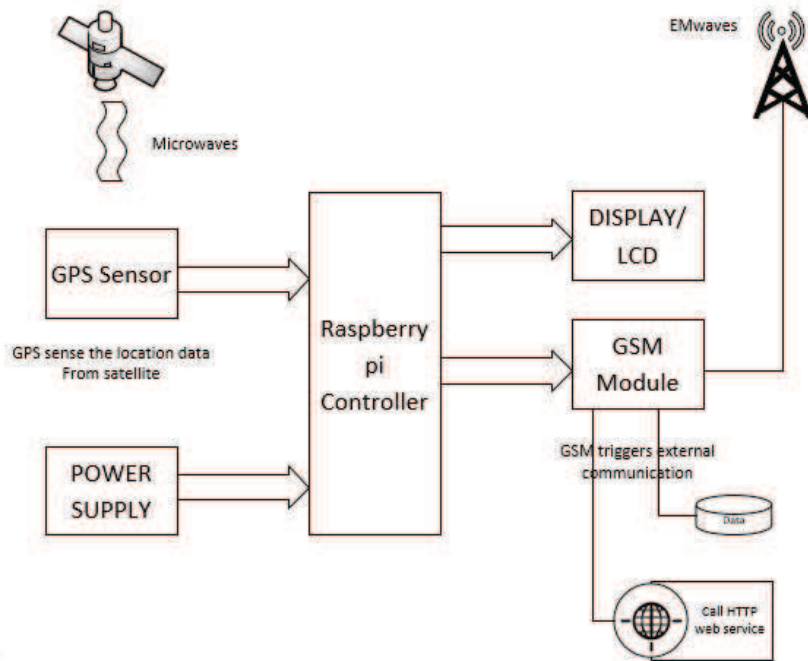 EMwaves
Microwaves
GPS Sensor
DISPLAY/
LCD
Raspberry
pi
Controller
GSM
Module
GPS sense the location data
From satellite
POWER
SUPPLY
GSM triggers external
communication
Data
Call HTTP
web service